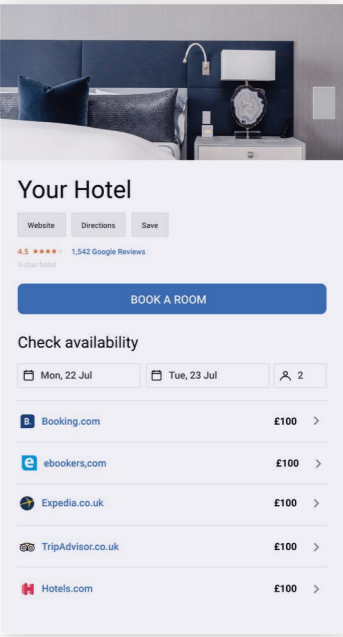 Your Hotel
Website Directions Save
4.5 1,542 Google Reviews
4-star hotel
BOOK A ROOM
Check availability
Mon, 22 Jul Tue, 23 Jul 2
B. Booking.com £100
e ebookers,com £100
Expedia.co.uk £100
TripAdvisor.co.uk £100
H Hotels.com £100